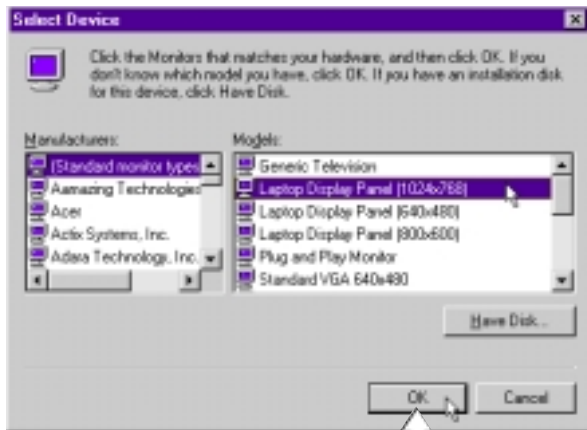 Select Device
Click the Monitors that matches your hardware, and then click OK. If you
don't know which model you have, click OK. If you have an installation disk
for this device, click Have Disk.
Manufacturers:
(Standard monitor types
Aamazing Technologies
Acer
Actix Systems, Inc.
Adara Technology, Inc.
Models:
Generic Television
Laptop Display Panel (1024x768)
Laptop Display Panel (640x480)
Laptop Display Panel (800x600)
Plug and Play Monitor
Standard VGA 640x480
Have Disk...
OK
Cancel